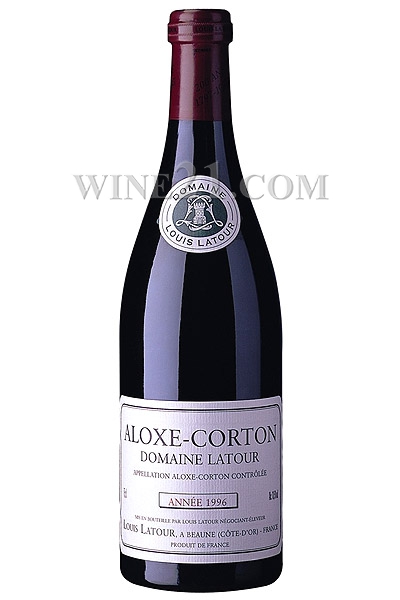 WINE21.COM
DOMAINE
LOUIS LATOUR
ALOXE-CORTON
DOMAINE LATOUR
APPELLATION ALOXE-CORTON CONTRÔLÉE
ANNÉE 1996
MIS EN BOUTEILLE PAR LOUIS LATOUR NÉGOCIANT-ÉLEVEUR
LOUIS LATOUR, A BEAUNE (CÔTE-D'OR) - FRANCE
PRODUIT DE FRANCE